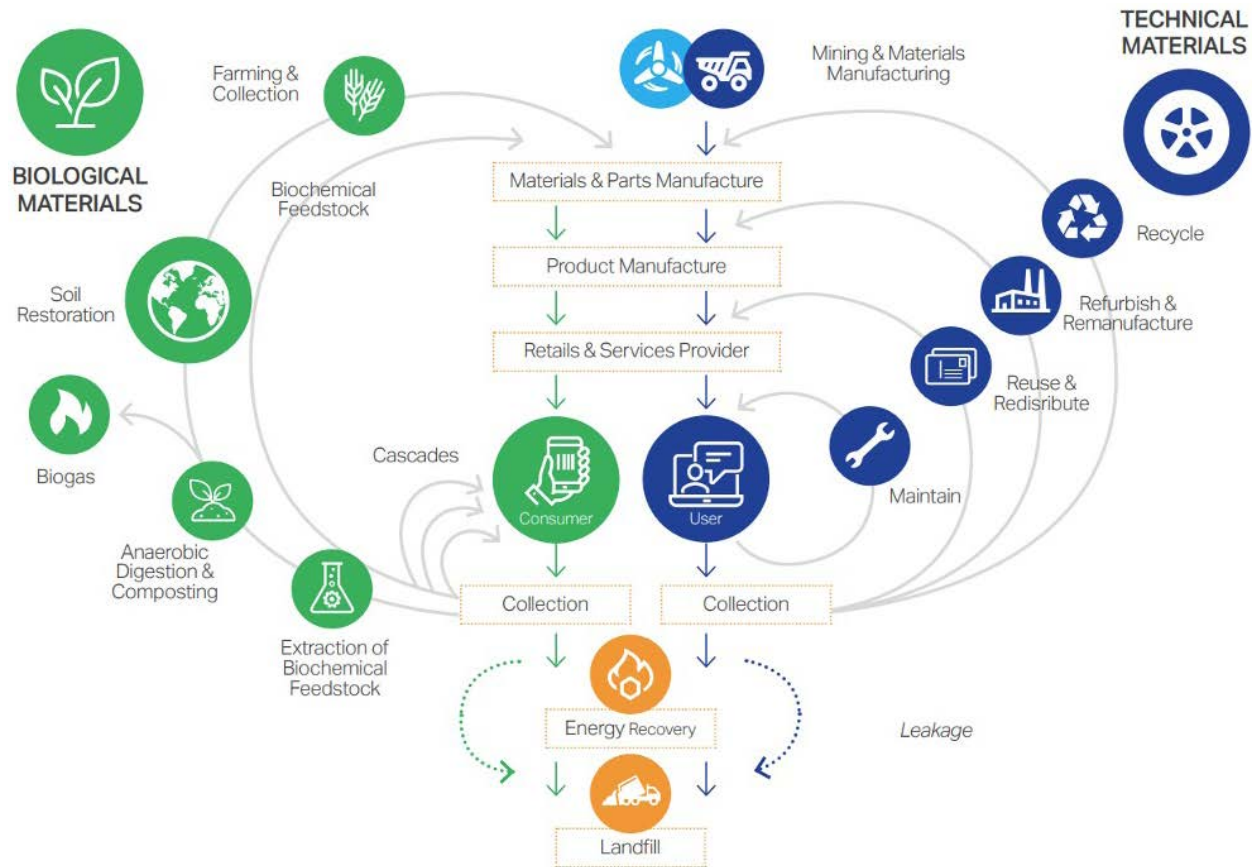 TECHNICAL
MATERIALS
Farming &
Collection
Mining & Materials
Manufacturing
BIOLOGICAL
MATERIALS
Biochemical
Feedstock
Materials & Parts Manufacture
Recycle
Product Manufacture
Soil
Restoration
Refurbish &
Remanufacture
Retails & Services Provider
Reuse &
Redisribute
Biogas
Cascades
Consumer
User
Maintain
Anaerobic
Digestion &
Composting
Collection
Collection
Extraction of
Biochemical
Feedstock
Energy Recovery
Leakage
Landfill